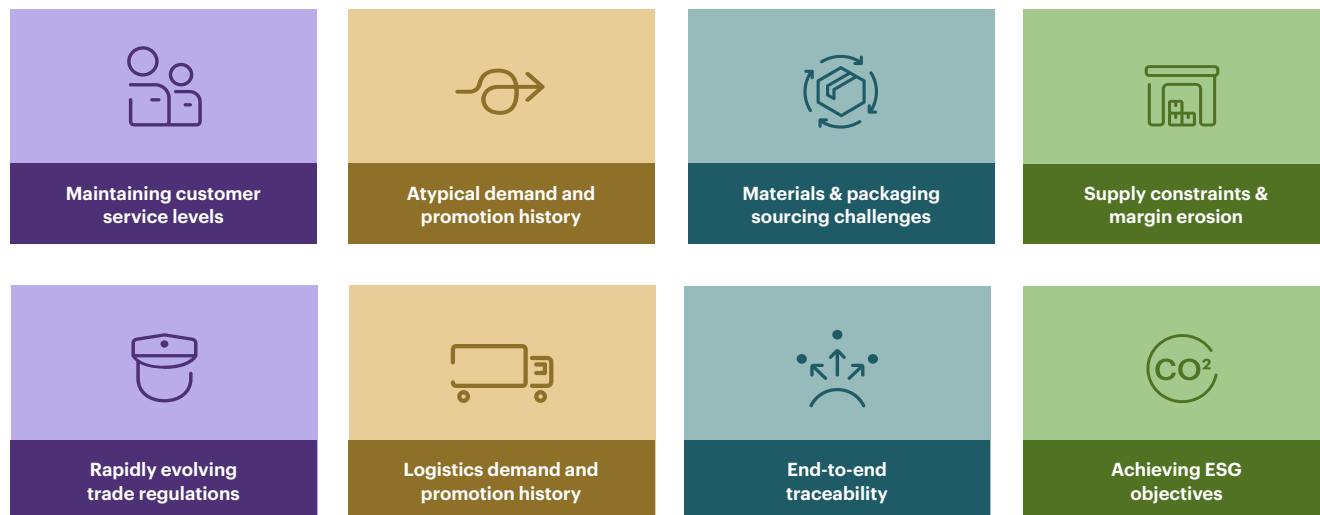 Maintaining customer
service levels
Atypical demand and
promotion history
Materials & packaging
sourcing challenges
Supply constraints &
margin erosion
Rapidly evolving
trade regulations
Logistics demand and
promotion history
End-to-end
traceability
CO²
Achieving ESG
objectives